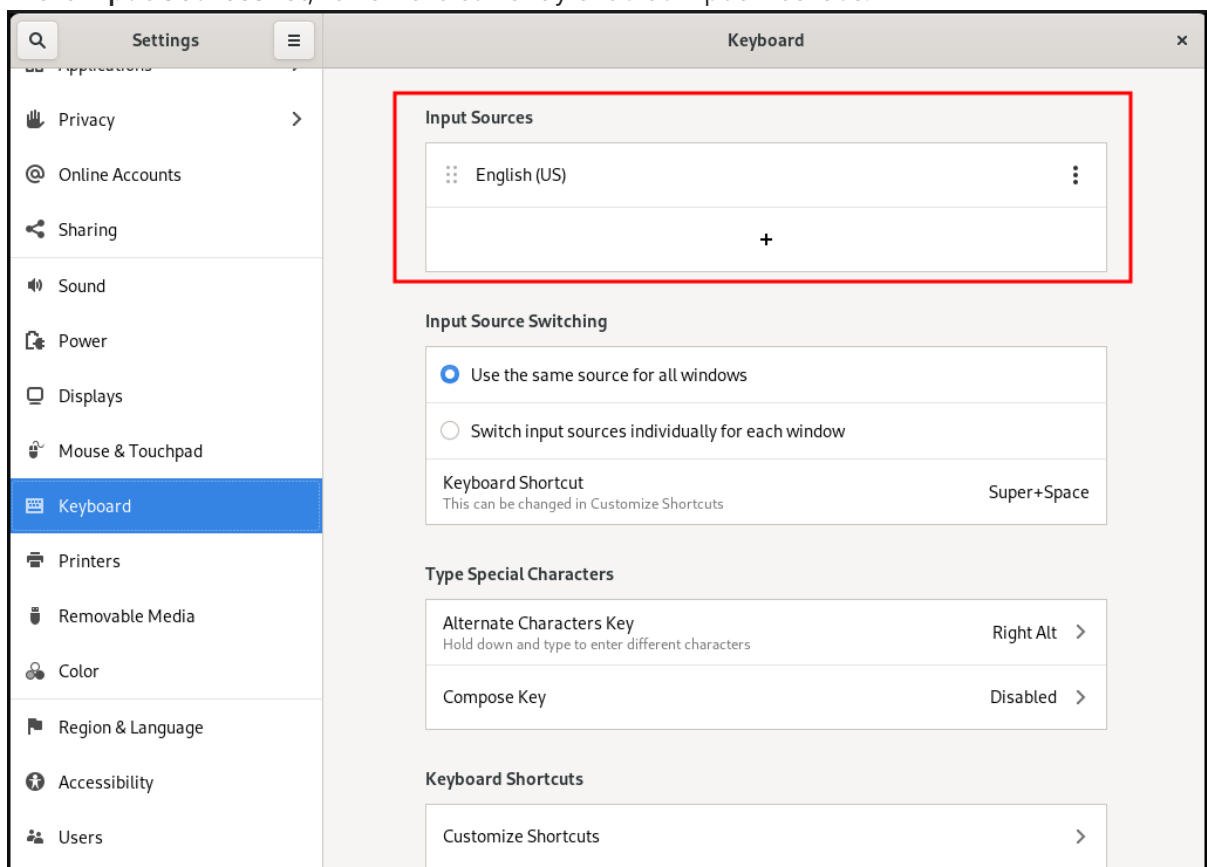 Settings
Keyboard
Applications
Privacy
Online Accounts
Sharing
Sound
Power
Displays
Mouse & Touchpad
Keyboard
Printers
Removable Media
Color
Region & Language
Accessibility
Users
Input Sources
English (US)
+
Input Source Switching
Use the same source for all windows
Switch input sources individually for each window
Keyboard Shortcut
This can be changed in Customize Shortcuts
Super+Space
Type Special Characters
Alternate Characters Key
Hold down and type to enter different characters
Right Alt
Compose Key
Disabled
Keyboard Shortcuts
Customize Shortcuts